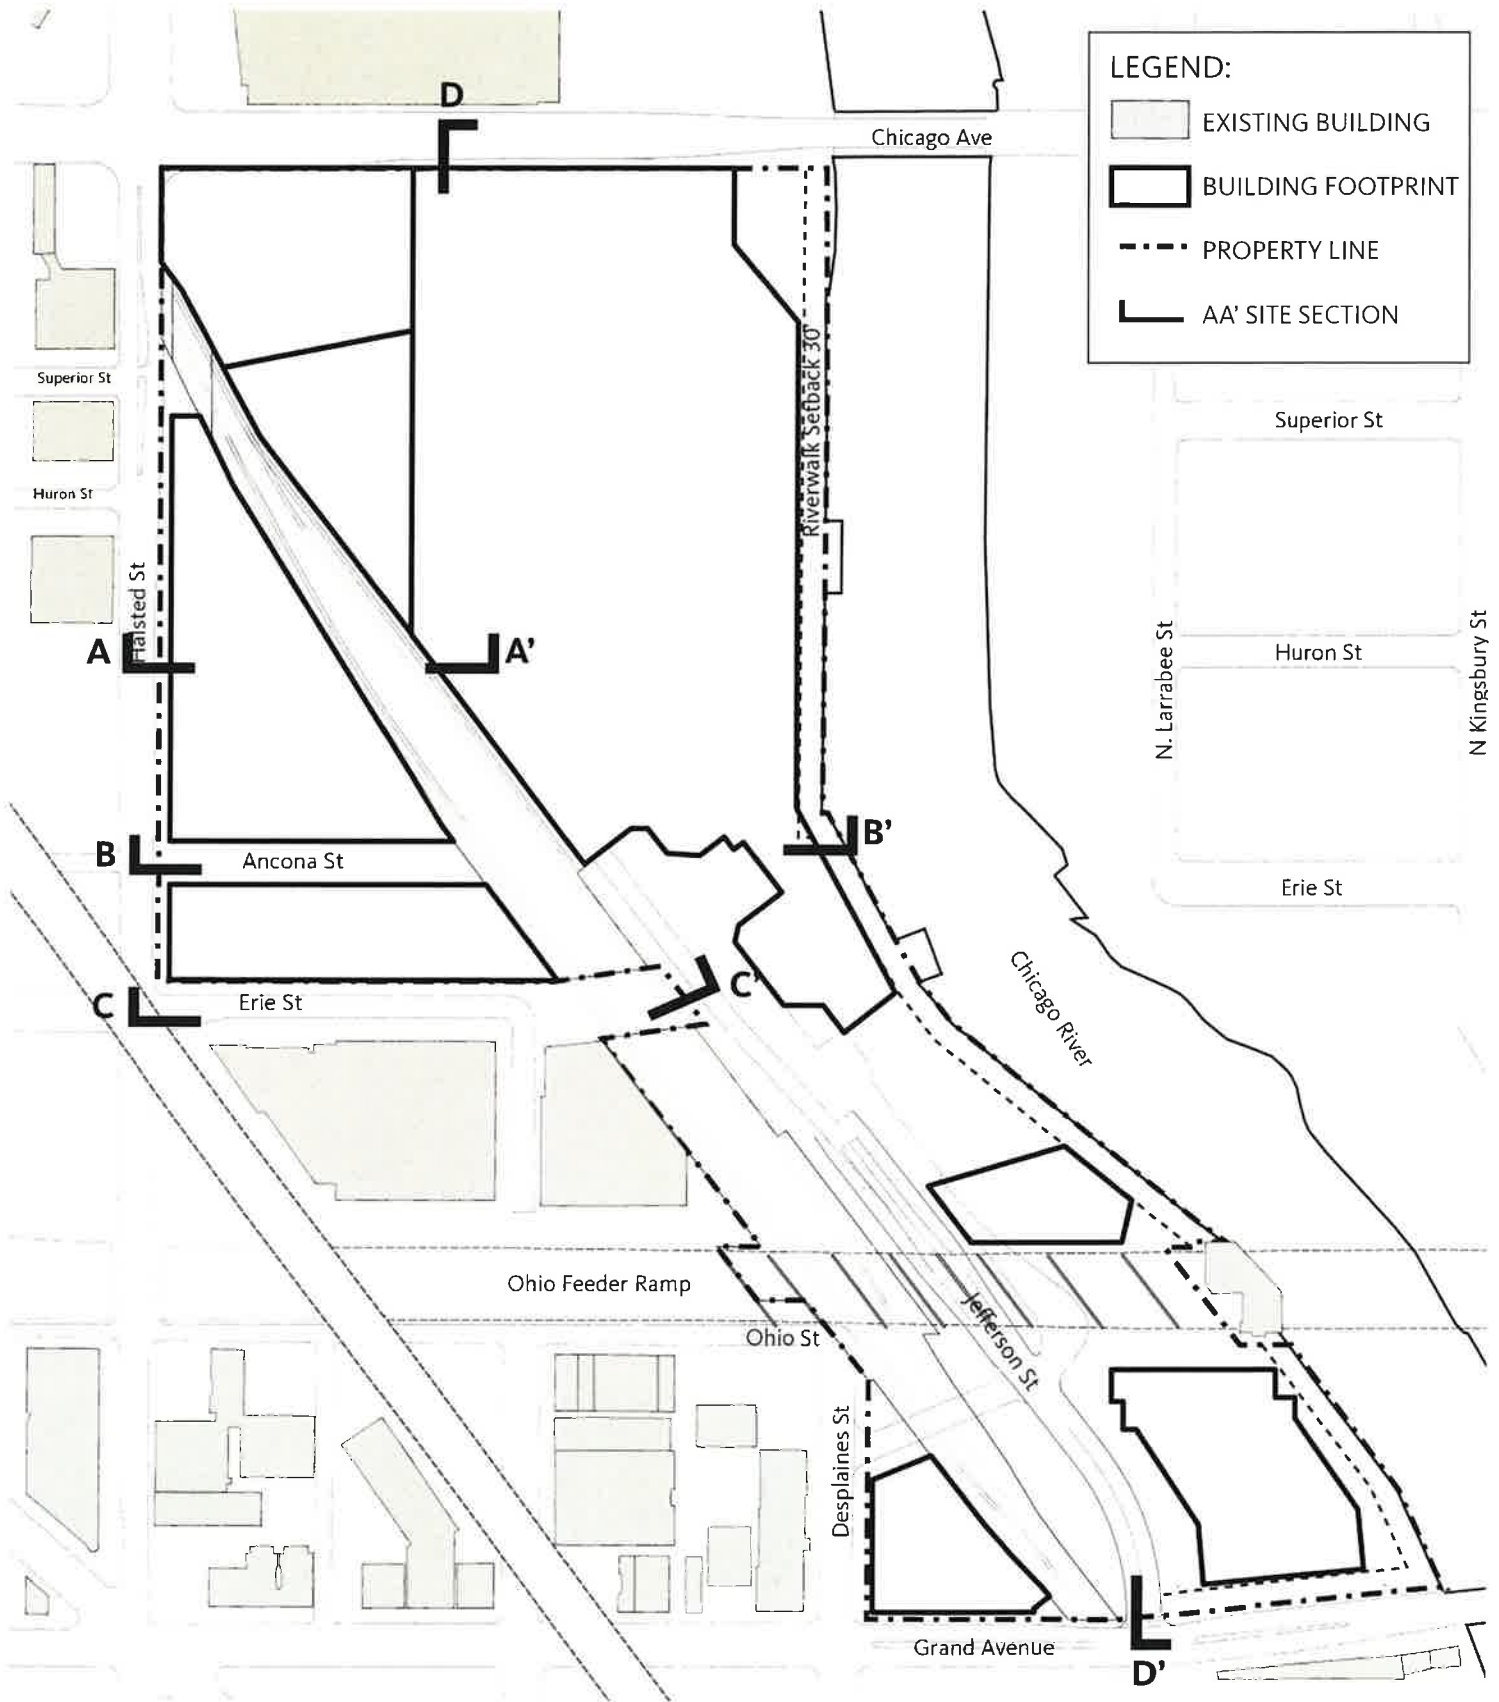 D
Chicago Ave
LEGEND:
EXISTING BUILDING
BUILDING FOOTPRINT
PROPERTY LINE
AA' SITE SECTION
Superior St
Huron St
Halsted St
Riverwalk Setback 30'
Superior St
Huron St
N. Larrabee St
N Kingsbury St
Erie St
A
A'
B
B'
Ancona St
C
C'
Erie St
Chicago River
Ohio Feeder Ramp
Ohio St
Jefferson St
Desplaines St
Grand Avenue
D'